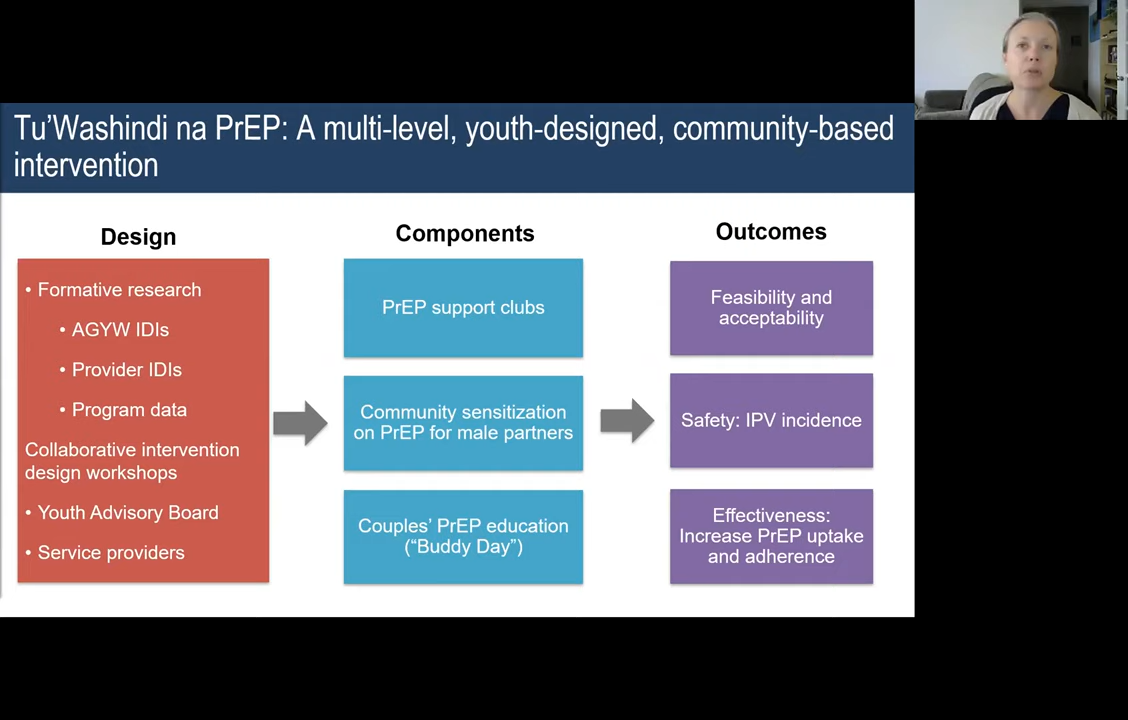 Tu’Washindi na PrEP: A multi-level, youth-designed, community-based
intervention
Design
• Formative research
• AGYW IDIs
• Provider IDIs
• Program data
Collaborative intervention
design workshops
• Youth Advisory Board
• Service providers
Components
PrEP support clubs
Community sensitization
on PrEP for male partners
Couples’ PrEP education
(“Buddy Day”)
Outcomes
Feasibility and
acceptability
Safety: IPV incidence
Effectiveness:
Increase PrEP uptake
and adherence